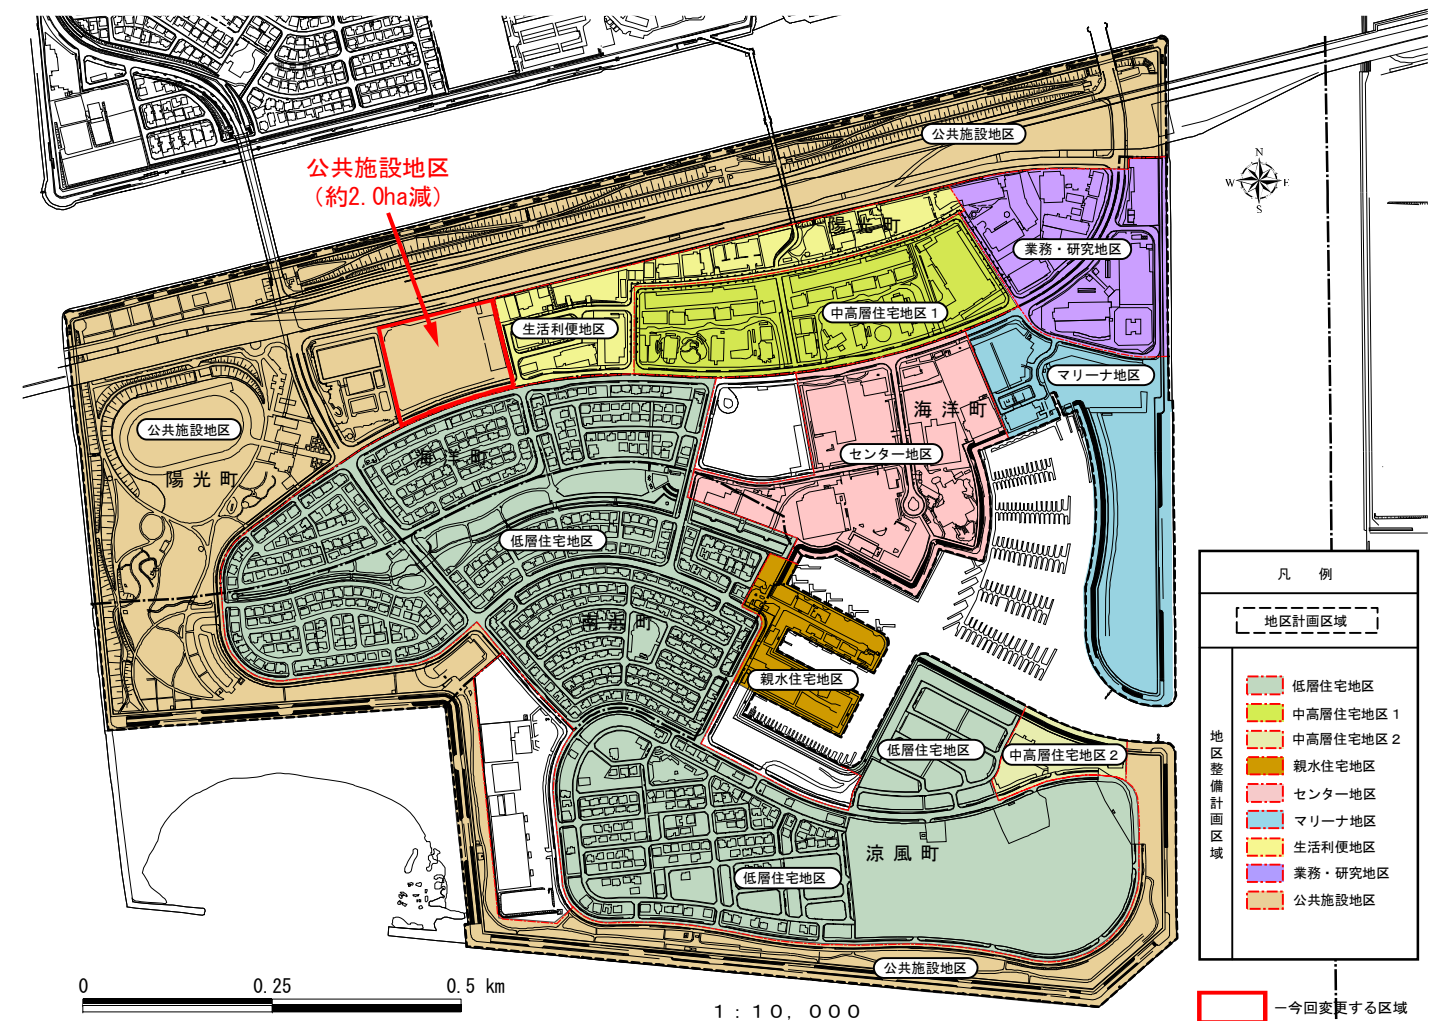 公共施設地区
N
W
E
S
公共施設地区
(約2.0ha減)
陽光町
業務・研究地区
中高層住宅地区1
生活利便地区
マリーナ地区
海洋町
公共施設地区
センター地区
海洋町
陽光町
低層住宅地区
南浜町
親水住宅地区
低層住宅地区
中高層住宅地区2
涼風町
低層住宅地区
公共施設地区
凡 例
地区計画区域
地区整備計画区域
低層住宅地区
中高層住宅地区1
中高層住宅地区2
親水住宅地区
センター地区
マリーナ地区
生活利便地区
業務・研究地区
公共施設地区
0 0.25 0.5 km
1:10,000
—今回変更する区域